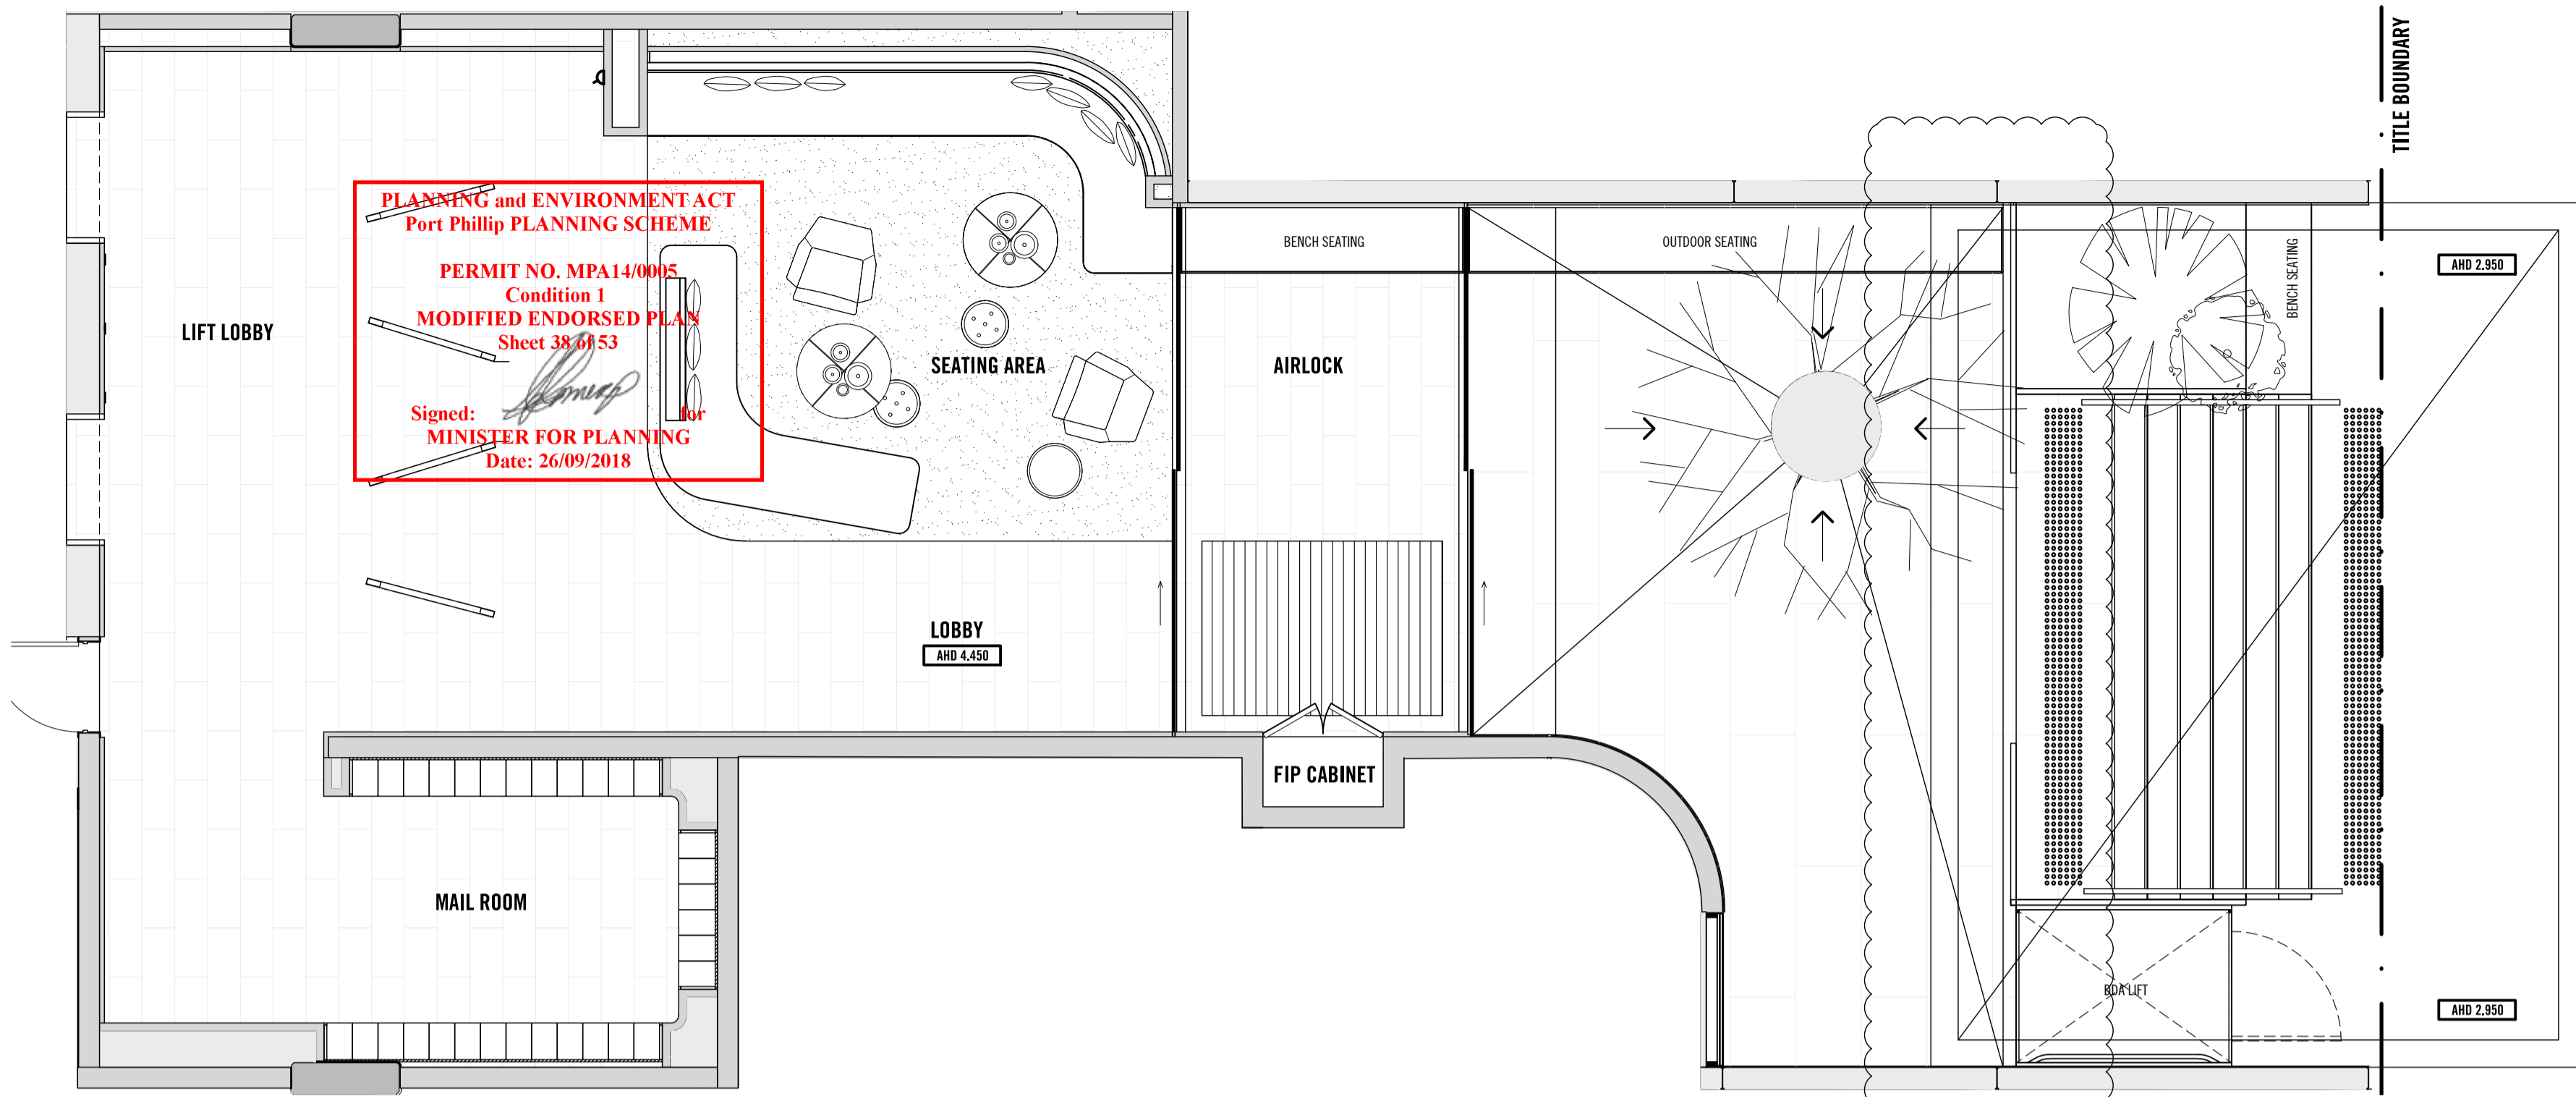 TITLE BOUNDARY
PLANNING and ENVIRONMENT ACT
Port Phillip PLANNING SCHEME
PERMIT NO. MPA14/0005
Condition 1
MODIFIED ENDORSED PLAN
Sheet 38 of 53
Signed: for
MINISTER FOR PLANNING
Date: 26/09/2018
LIFT LOBBY
SEATING AREA
BENCH SEATING
AIRLOCK
OUTDOOR SEATING
BENCH SEATING
AHD 2.950
LOBBY
AHD 4.450
FIP CABINET
MAIL ROOM
DDA LIFT
AHD 2.950